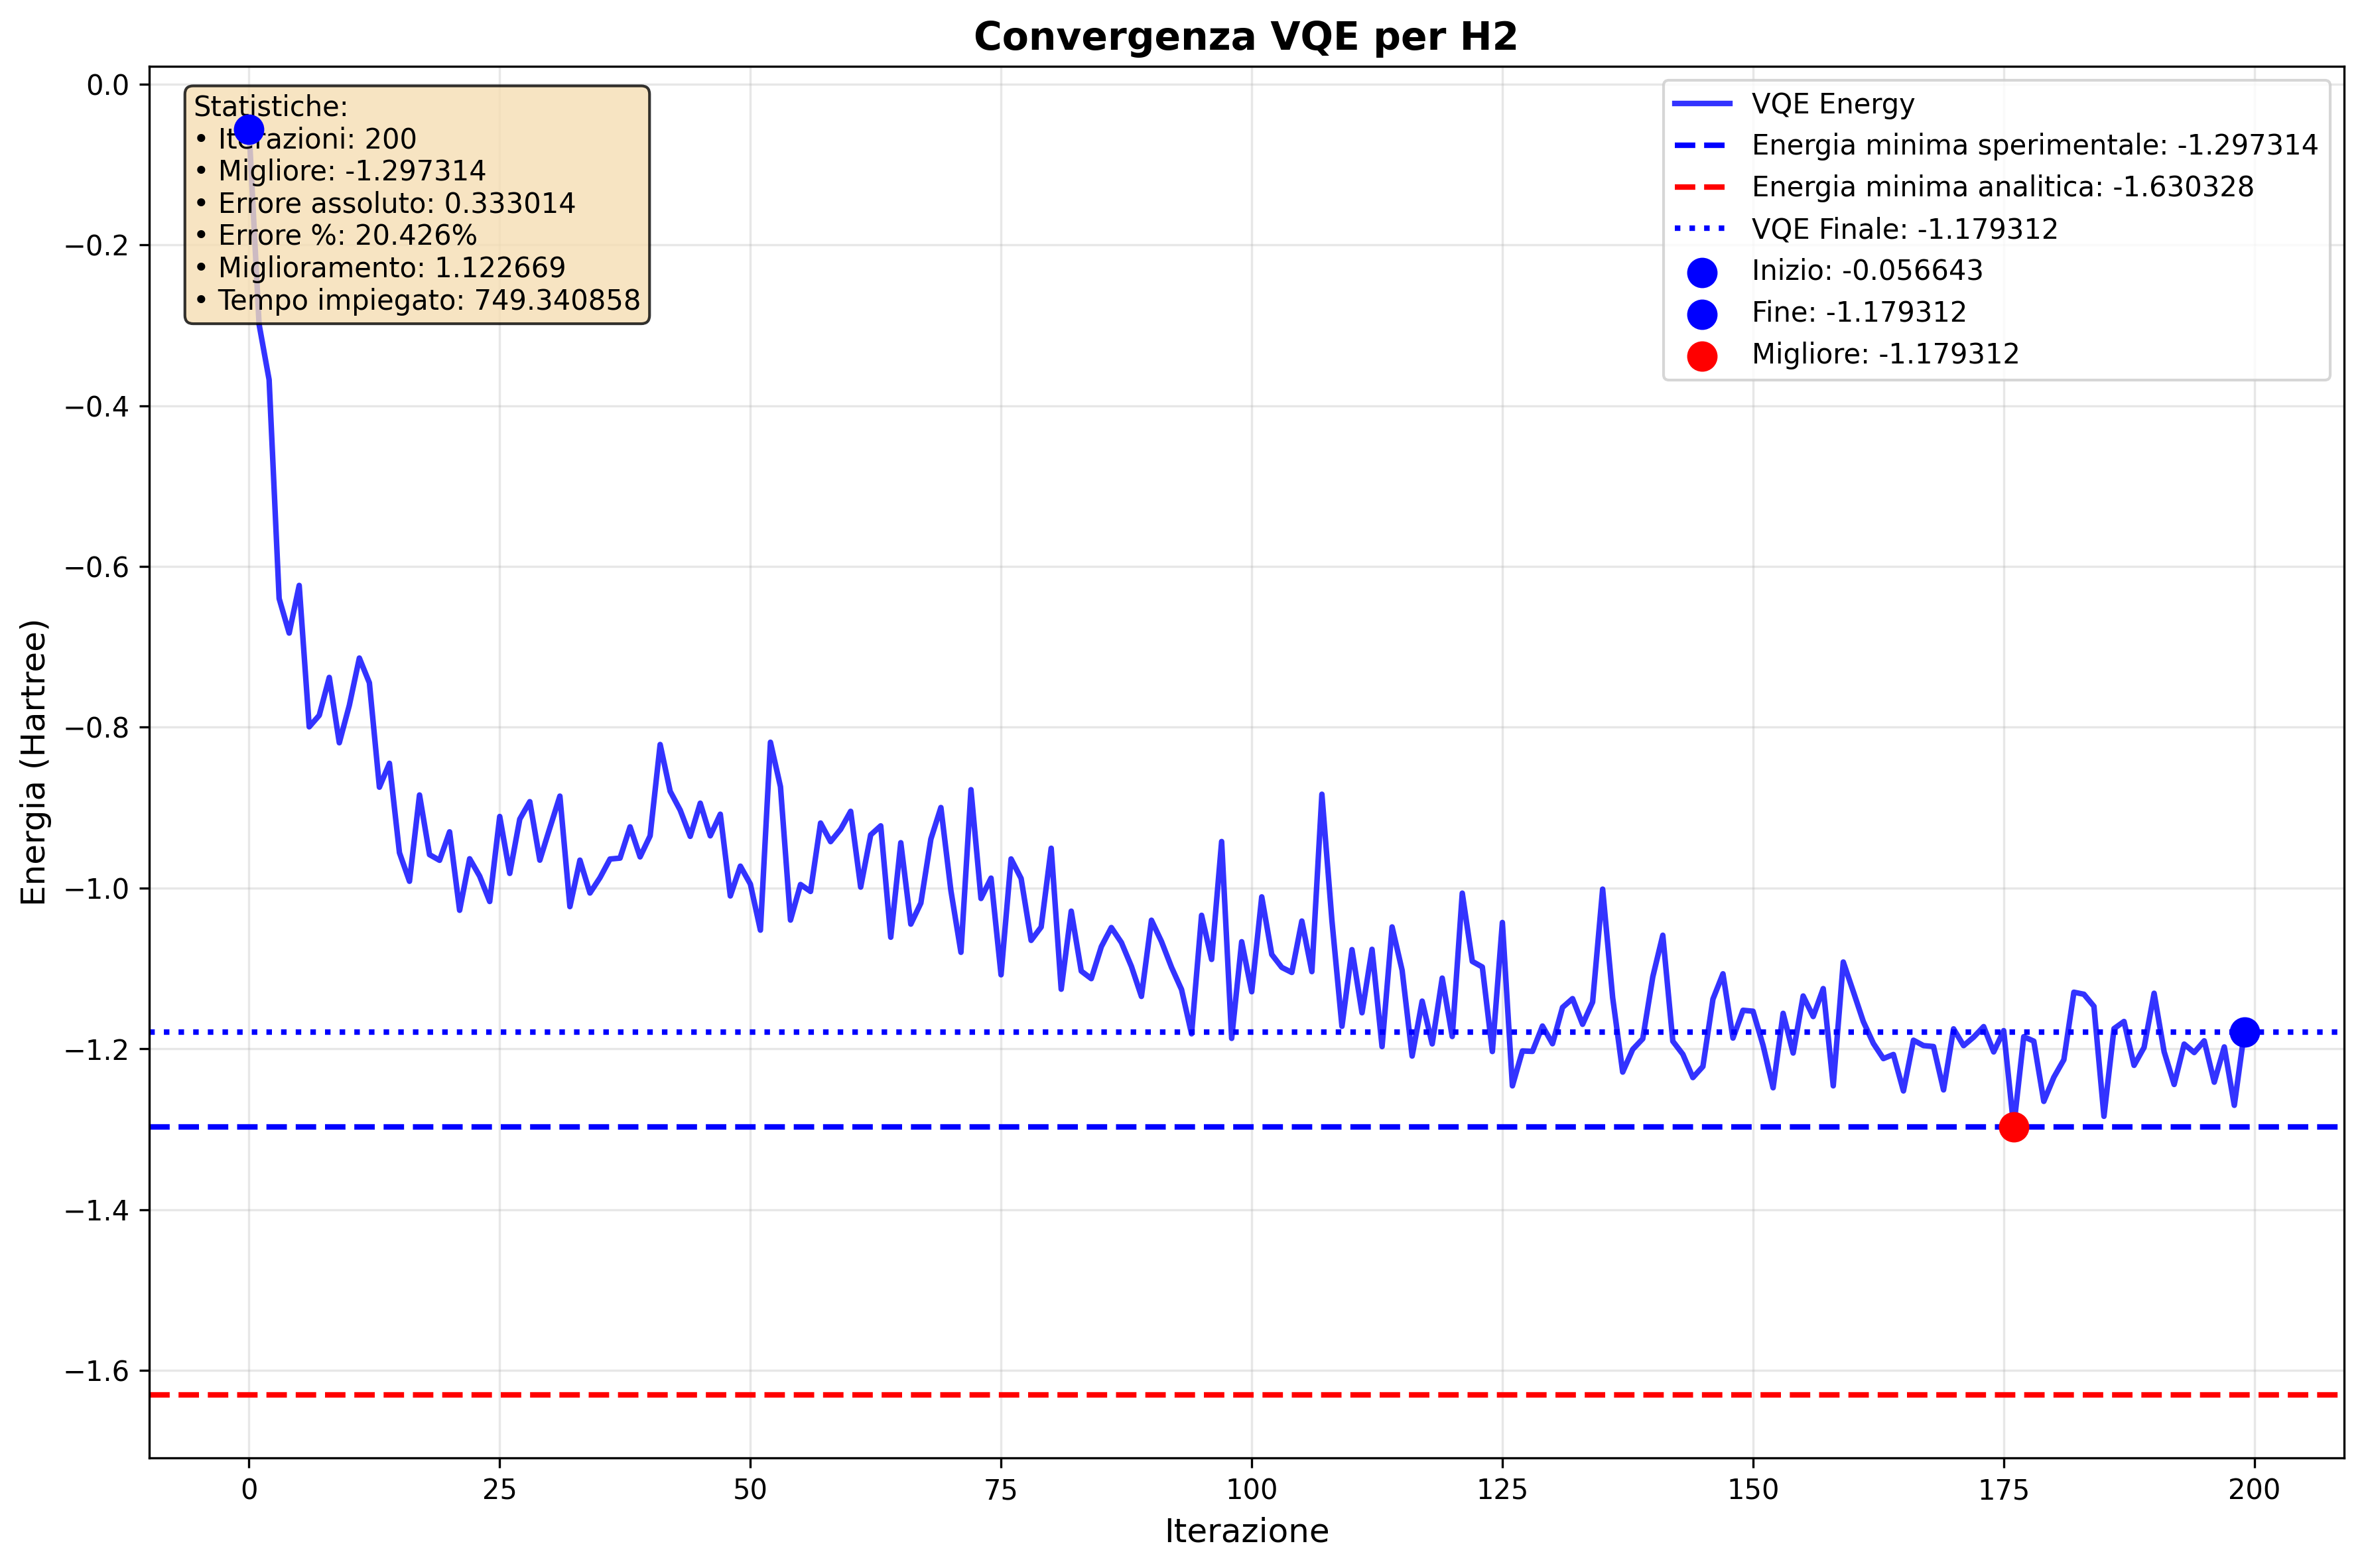 Convergenza VQE per H2
Statistiche:
• Iterazioni: 200
• Migliore: -1.297314
• Errore assoluto: 0.333014
• Errore %: 20.426%
• Miglioramento: 1.122669
• Tempo impiegato: 749.340858
VQE Energy
Energia minima sperimentale: -1.297314
Energia minima analitica: -1.630328
VQE Finale: -1.179312
Inizio: -0.056643
Fine: -1.179312
Migliore: -1.179312
Energia (Hartree)
0.0
−0.2
−0.4
−0.6
−0.8
−1.0
−1.2
−1.4
−1.6
0 25 50 75 100 125 150 175 200
Iterazione